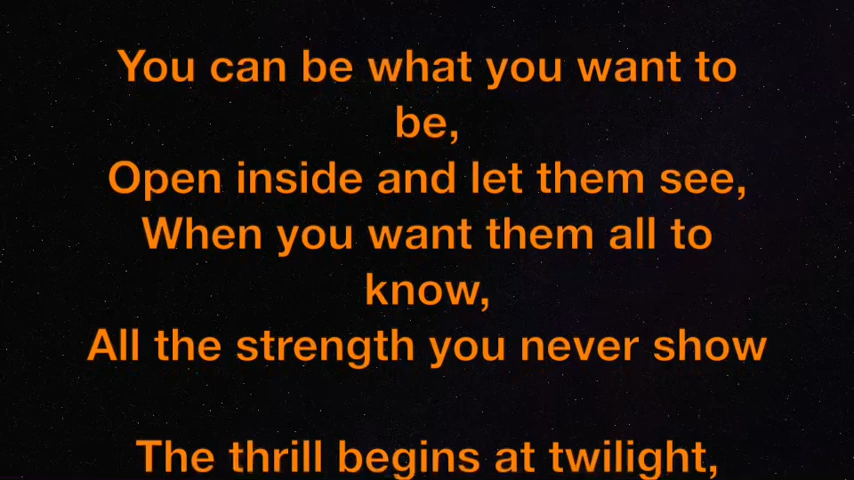 You can be what you want to
be,
Open inside and let them see,
When you want them all to
know,
All the strength you never show
The thrill begins at twilight,